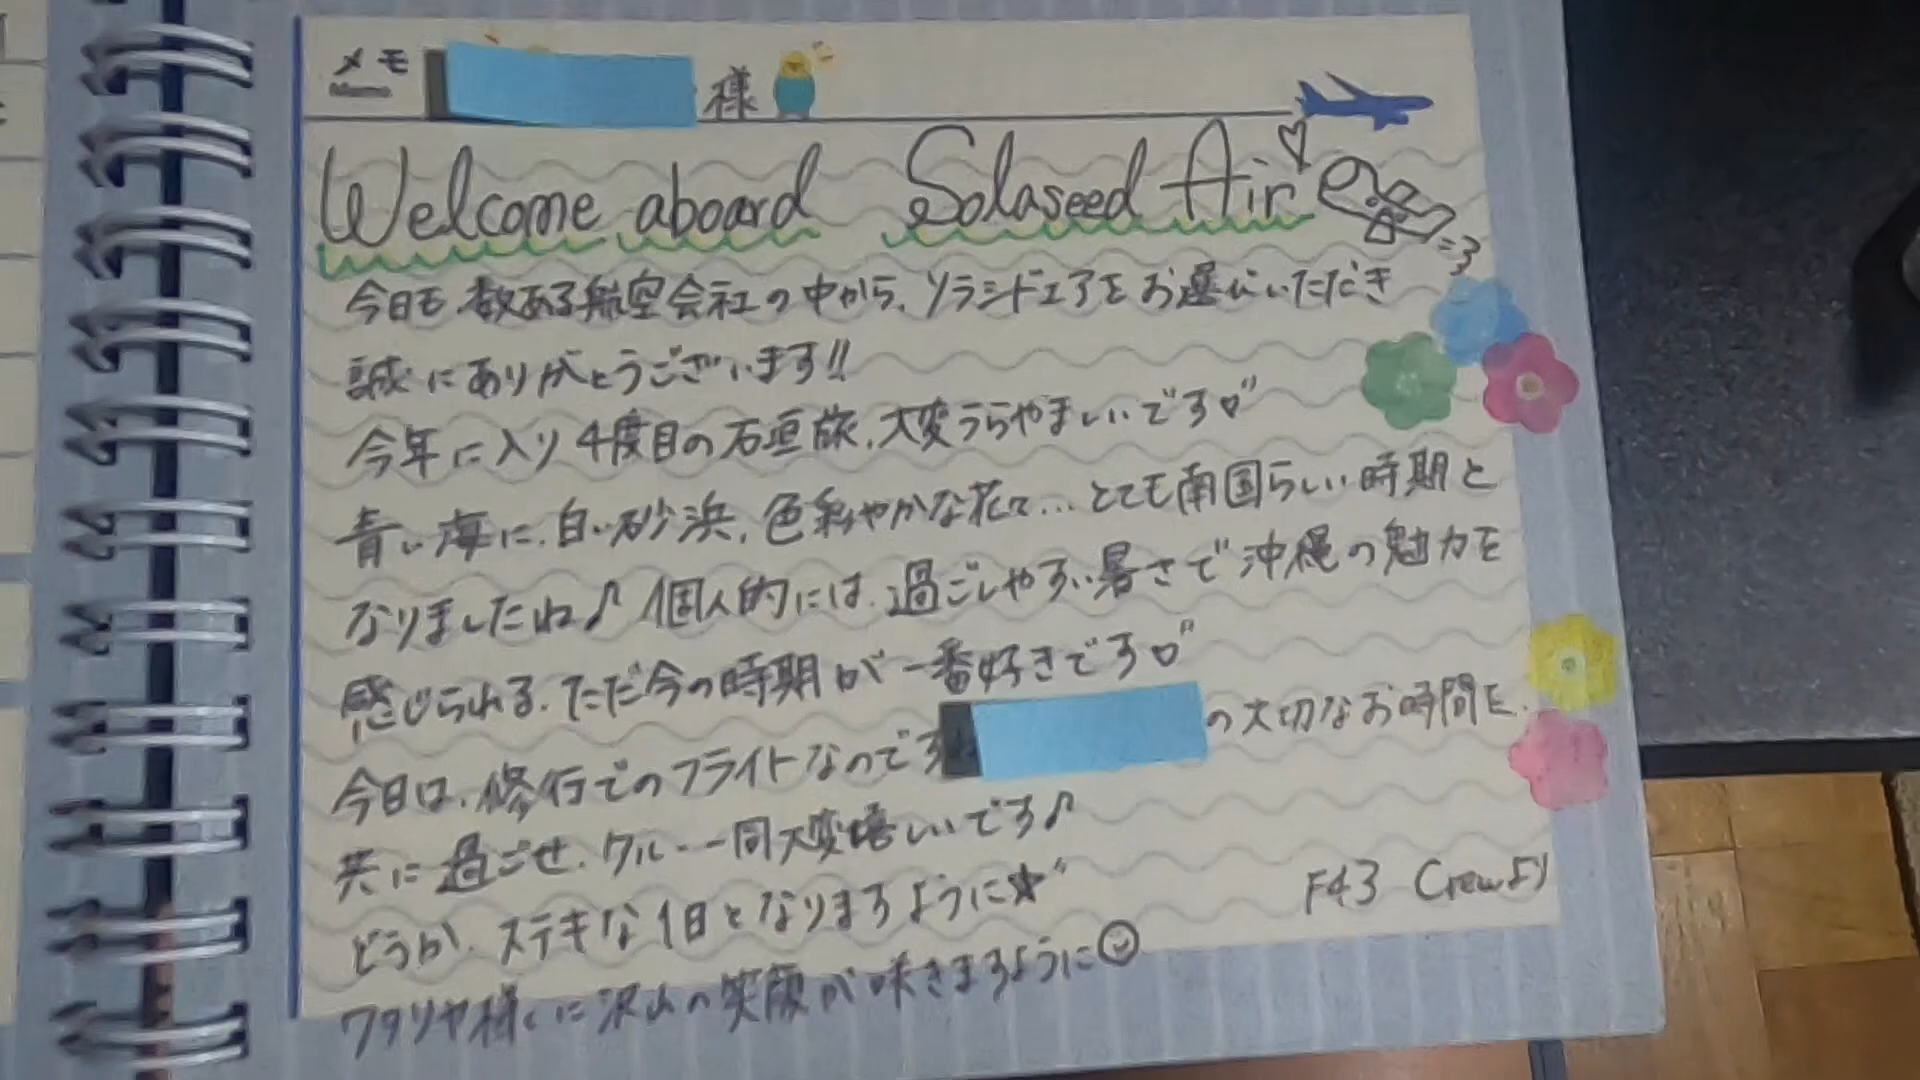 メモ
Memo
様
Welcome aboard Solaseed Air
今日も、数ある航空会社の中から、ソラシドエアをお選びいただき
誠にありがとうございます!!
今年に入り4度目の石垣旅、大変うらやましいです
青い海に、白い砂浜、色彩やかな花々…とても南国らしい時期と
なりましたね♪ 個人的には、過ごしやすい暑さで沖縄の魅力を
感じられる、ただ今の時期が一番好きです
今日は、修行でのフライトなのです の大切なお時間を、
共に過ごせ、クルー一同大変嬉しいです♪
どうか、ステキな1日となりますように☆
F43 Crewより
様に沢山の笑顔が咲きますように